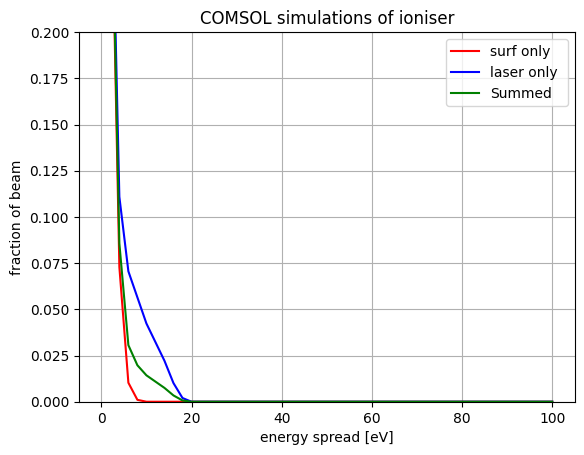 COMSOL simulations of ioniser
0.200
0.175
0.150
0.125
0.100
0.075
0.050
0.025
0.000
fraction of beam
surf only
laser only
Summed
0 20 40 60 80 100
energy spread [eV]